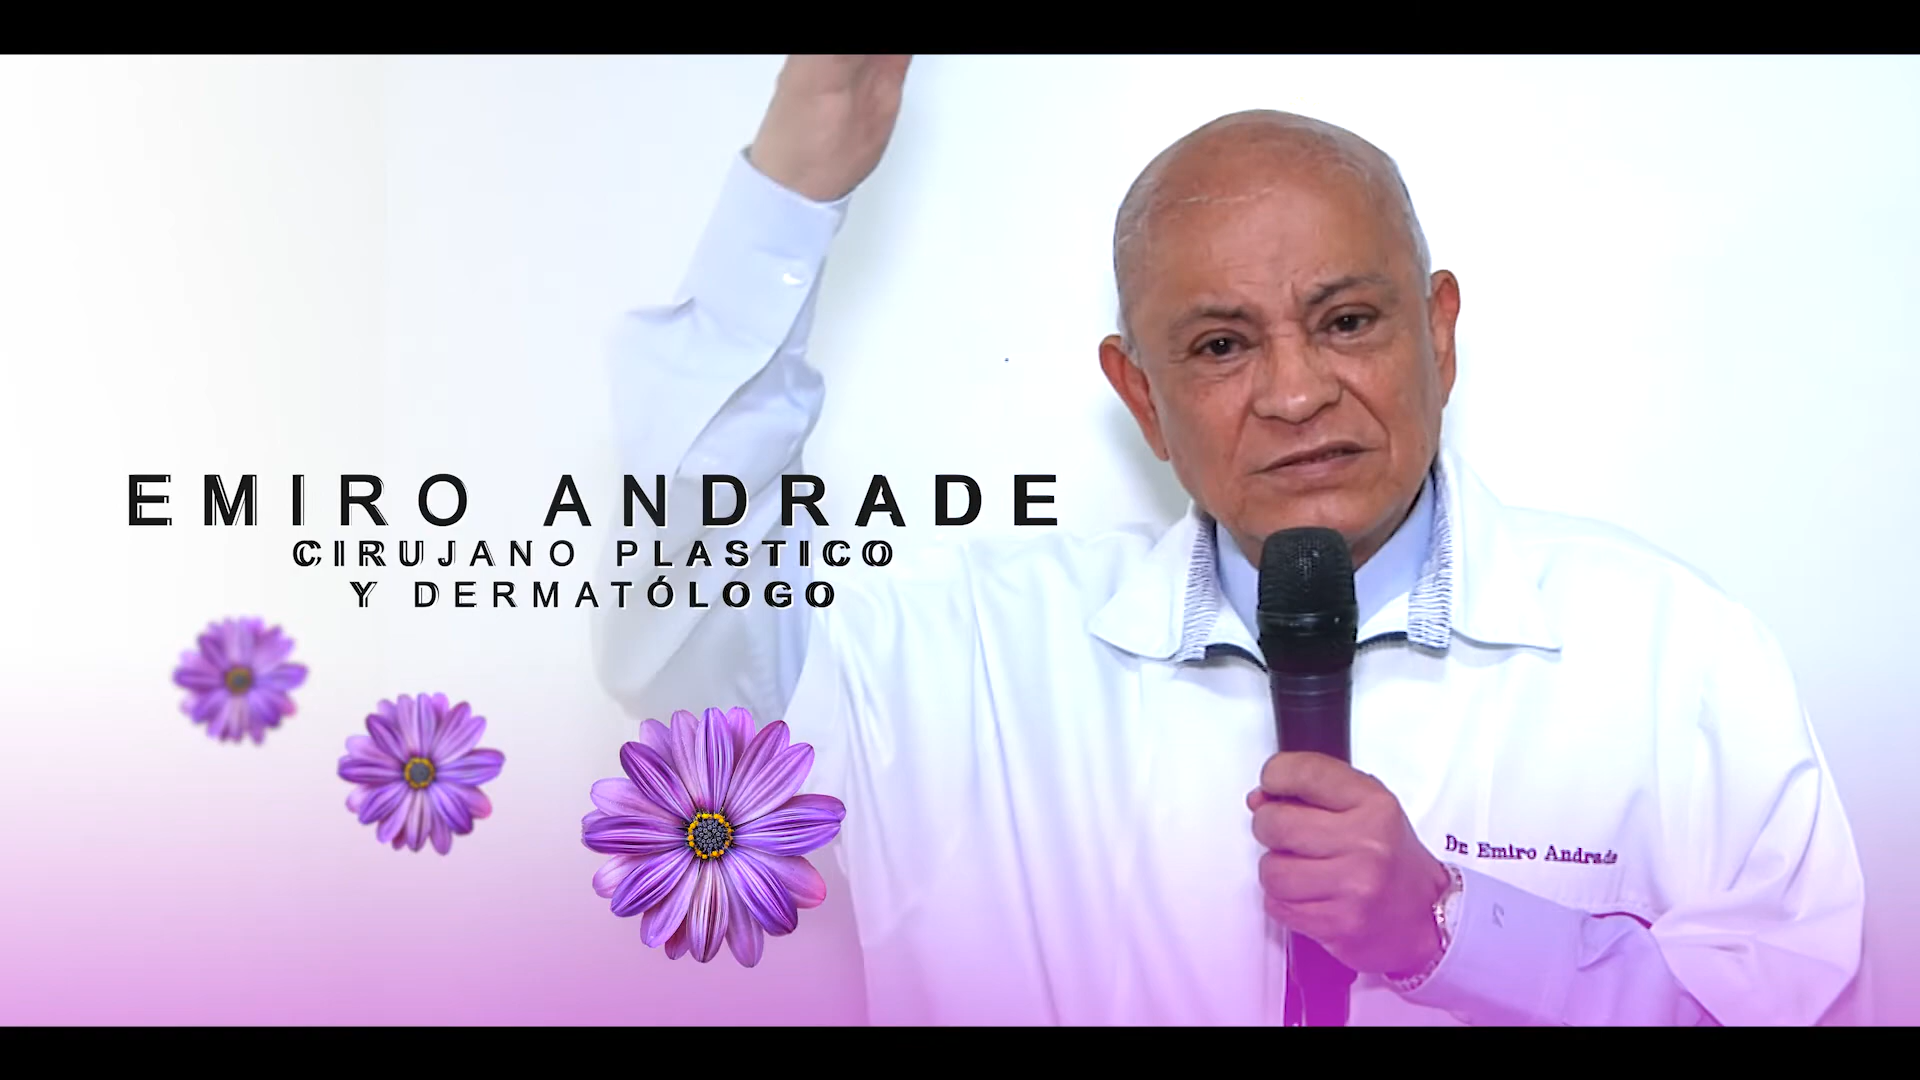 EMIRO ANDRADE
CIRUJANO PLASTICO
Y DERMATÓLOGO
Dr. Emiro Andrade